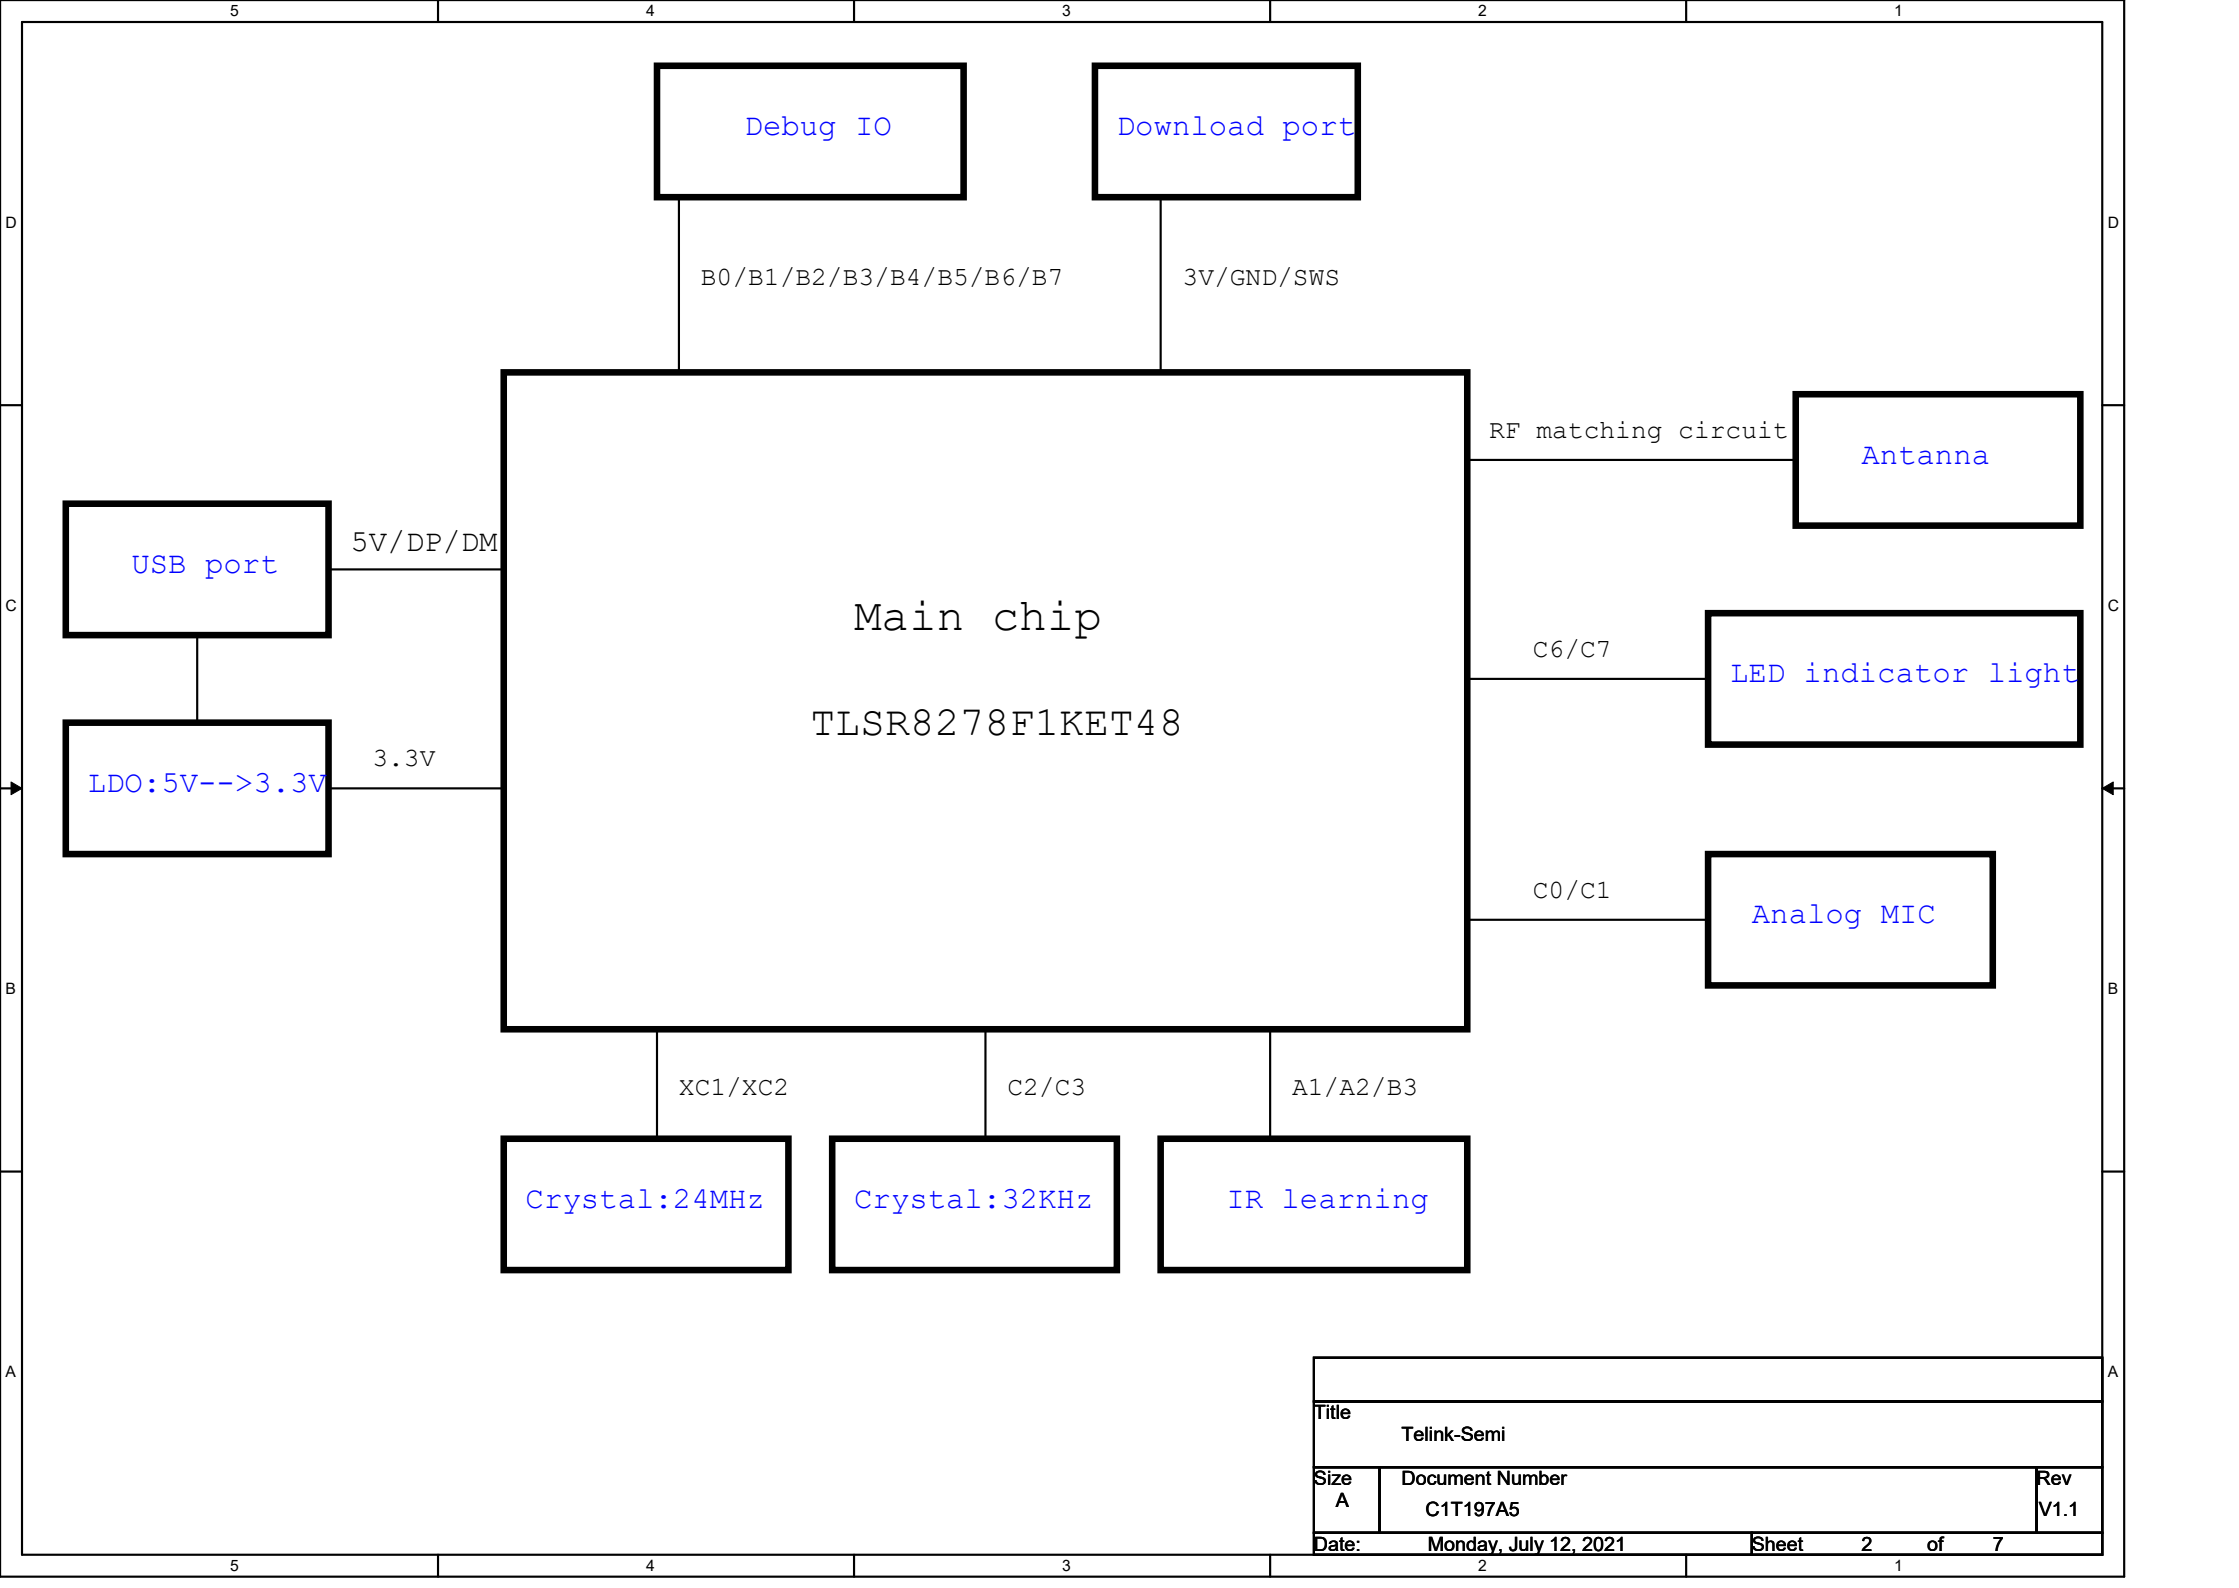 5 4 3 2 1
Debug IO
Download port
D D
B0/B1/B2/B3/B4/B5/B6/B7
3V/GND/SWS
RF matching circuit
Antanna
5V/DP/DM
USB port
C C
Main chip
C6/C7
LED indicator light
TLSR8278F1KET48
3.3V
LDO:5V-->3.3V
C0/C1
Analog MIC
B B
XC1/XC2
C2/C3
A1/A2/B3
Crystal:24MHz
Crystal:32KHz
IR learning
A A
Title
Telink-Semi
Size
A
Document Number
C1T197A5
Rev
V1.1
Date: Monday, July 12, 2021
Sheet 2 of 7
5 4 3 2 1